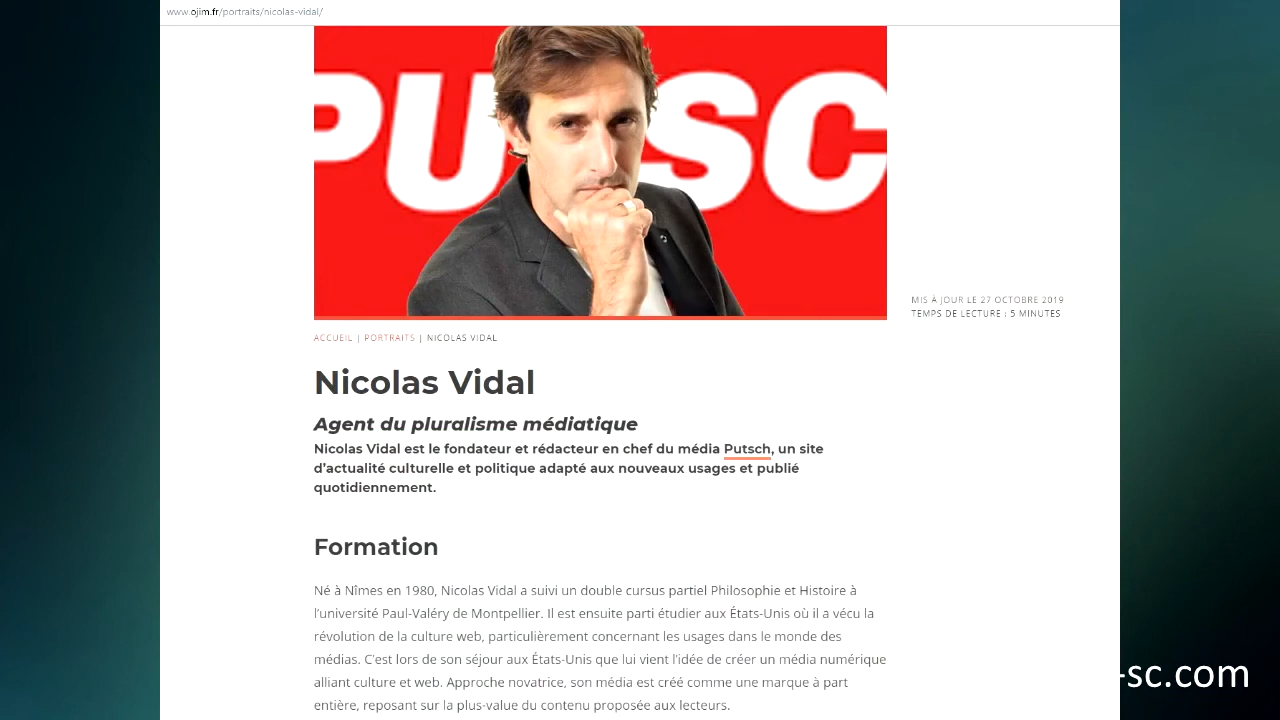 www.ojim.fr/portraits/nicolas-vidal/
PUTSC
MIS À JOUR LE 27 OCTOBRE 2019
TEMPS DE LECTURE : 5 MINUTES
ACCUEIL | PORTRAITS | NICOLAS VIDAL
Nicolas Vidal
Agent du pluralisme médiatique
Nicolas Vidal est le fondateur et rédacteur en chef du média Putsch, un site
d'actualité culturelle et politique adapté aux nouveaux usages et publié
quotidiennement.
Formation
Né à Nîmes en 1980, Nicolas Vidal a suivi un double cursus partiel Philosophie et Histoire à
l'université Paul-Valéry de Montpellier. Il est ensuite parti étudier aux États-Unis où il a vécu la
révolution de la culture web, particulièrement concernant les usages dans le monde des
médias. C'est lors de son séjour aux États-Unis que lui vient l'idée de créer un média numérique
alliant culture et web. Approche novatrice, son média est créé comme une marque à part
entière, reposant sur la plus-value du contenu proposée aux lecteurs.
-sc.com